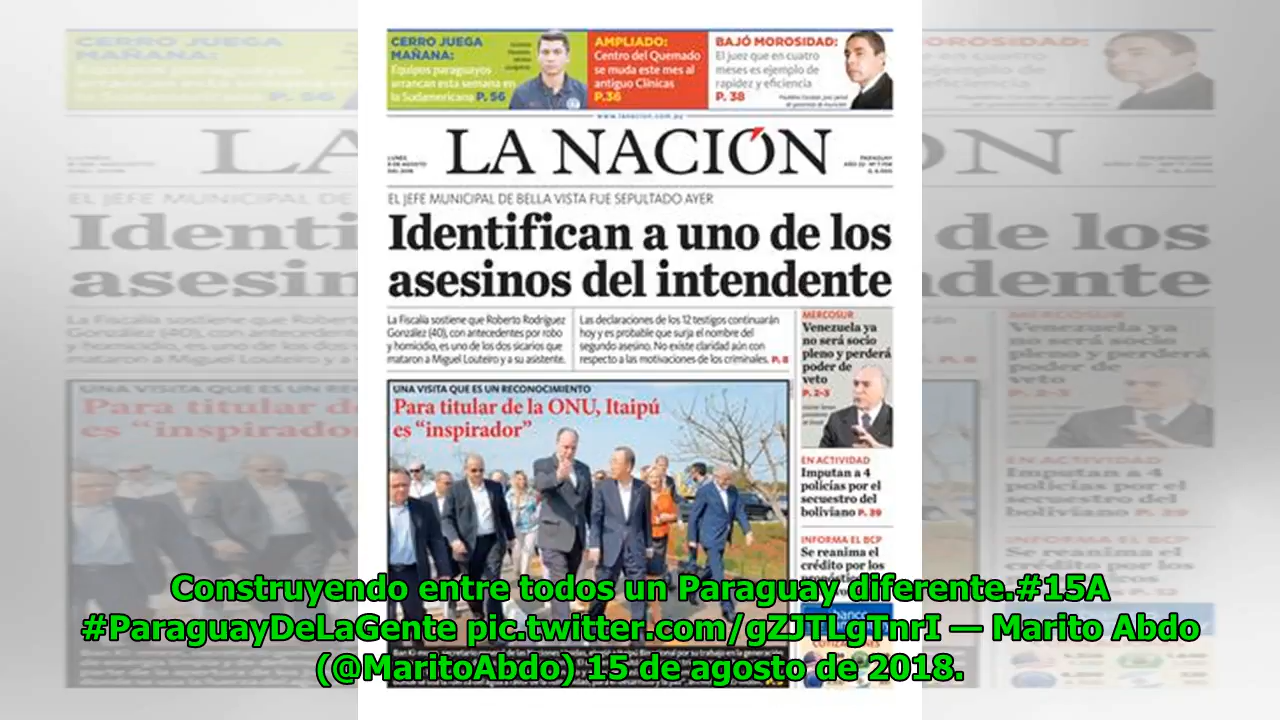 CERRO JUEGA
MAÑANA:
Equipos paraguayos
arrancan esta semana en
la Sudamericana P. 56
AMPLIADO:
Centro del Quemado
se muda este mes al
antiguo Clínicas
P.36
BAJÓ MOROSIDAD:
El juez que en cuatro
meses es ejemplo de
rapidez y eficiencia
P. 38
www.lanacion.com.py
LUNES
LA NACIÓN
PARAGUAY
EL JEFE MUNICIPAL DE BELLA VISTA FUE SEPULTADO AYER
Identifican a uno de los
asesinos del intendente
La Fiscalía sostiene que Roberto Rodríguez
González (40), con antecedentes por robo
y homicidio, es uno de los dos sicarios que
mataron a Miguel Louteiro y a su asistente.
Las declaraciones de los 12 testigos continuarán
hoy y es probable que surja el nombre del
segundo asesino. No existe claridad aún con
respecto a las motivaciones de los criminales. P. 8
MERCOSUR
Venezuela ya
no será socio
pleno y perderá
poder de
veto
P. 2-3
UNA VISITA QUE ES UN RECONOCIMIENTO
Para titular de la ONU, Itaipú
es “inspirador”
EN ACTIVIDAD
Imputan a 4
policías por el
secuestro del
boliviano P. 39
INFORMA EL BCP
Se reanima el
crédito por los
Construyendo entre todos un Paraguay diferente.#15A
#ParaguayDeLaGente pic.twitter.com/gZJTLgTnrI — Marito Abdo
(@MaritoAbdo) 15 de agosto de 2018.